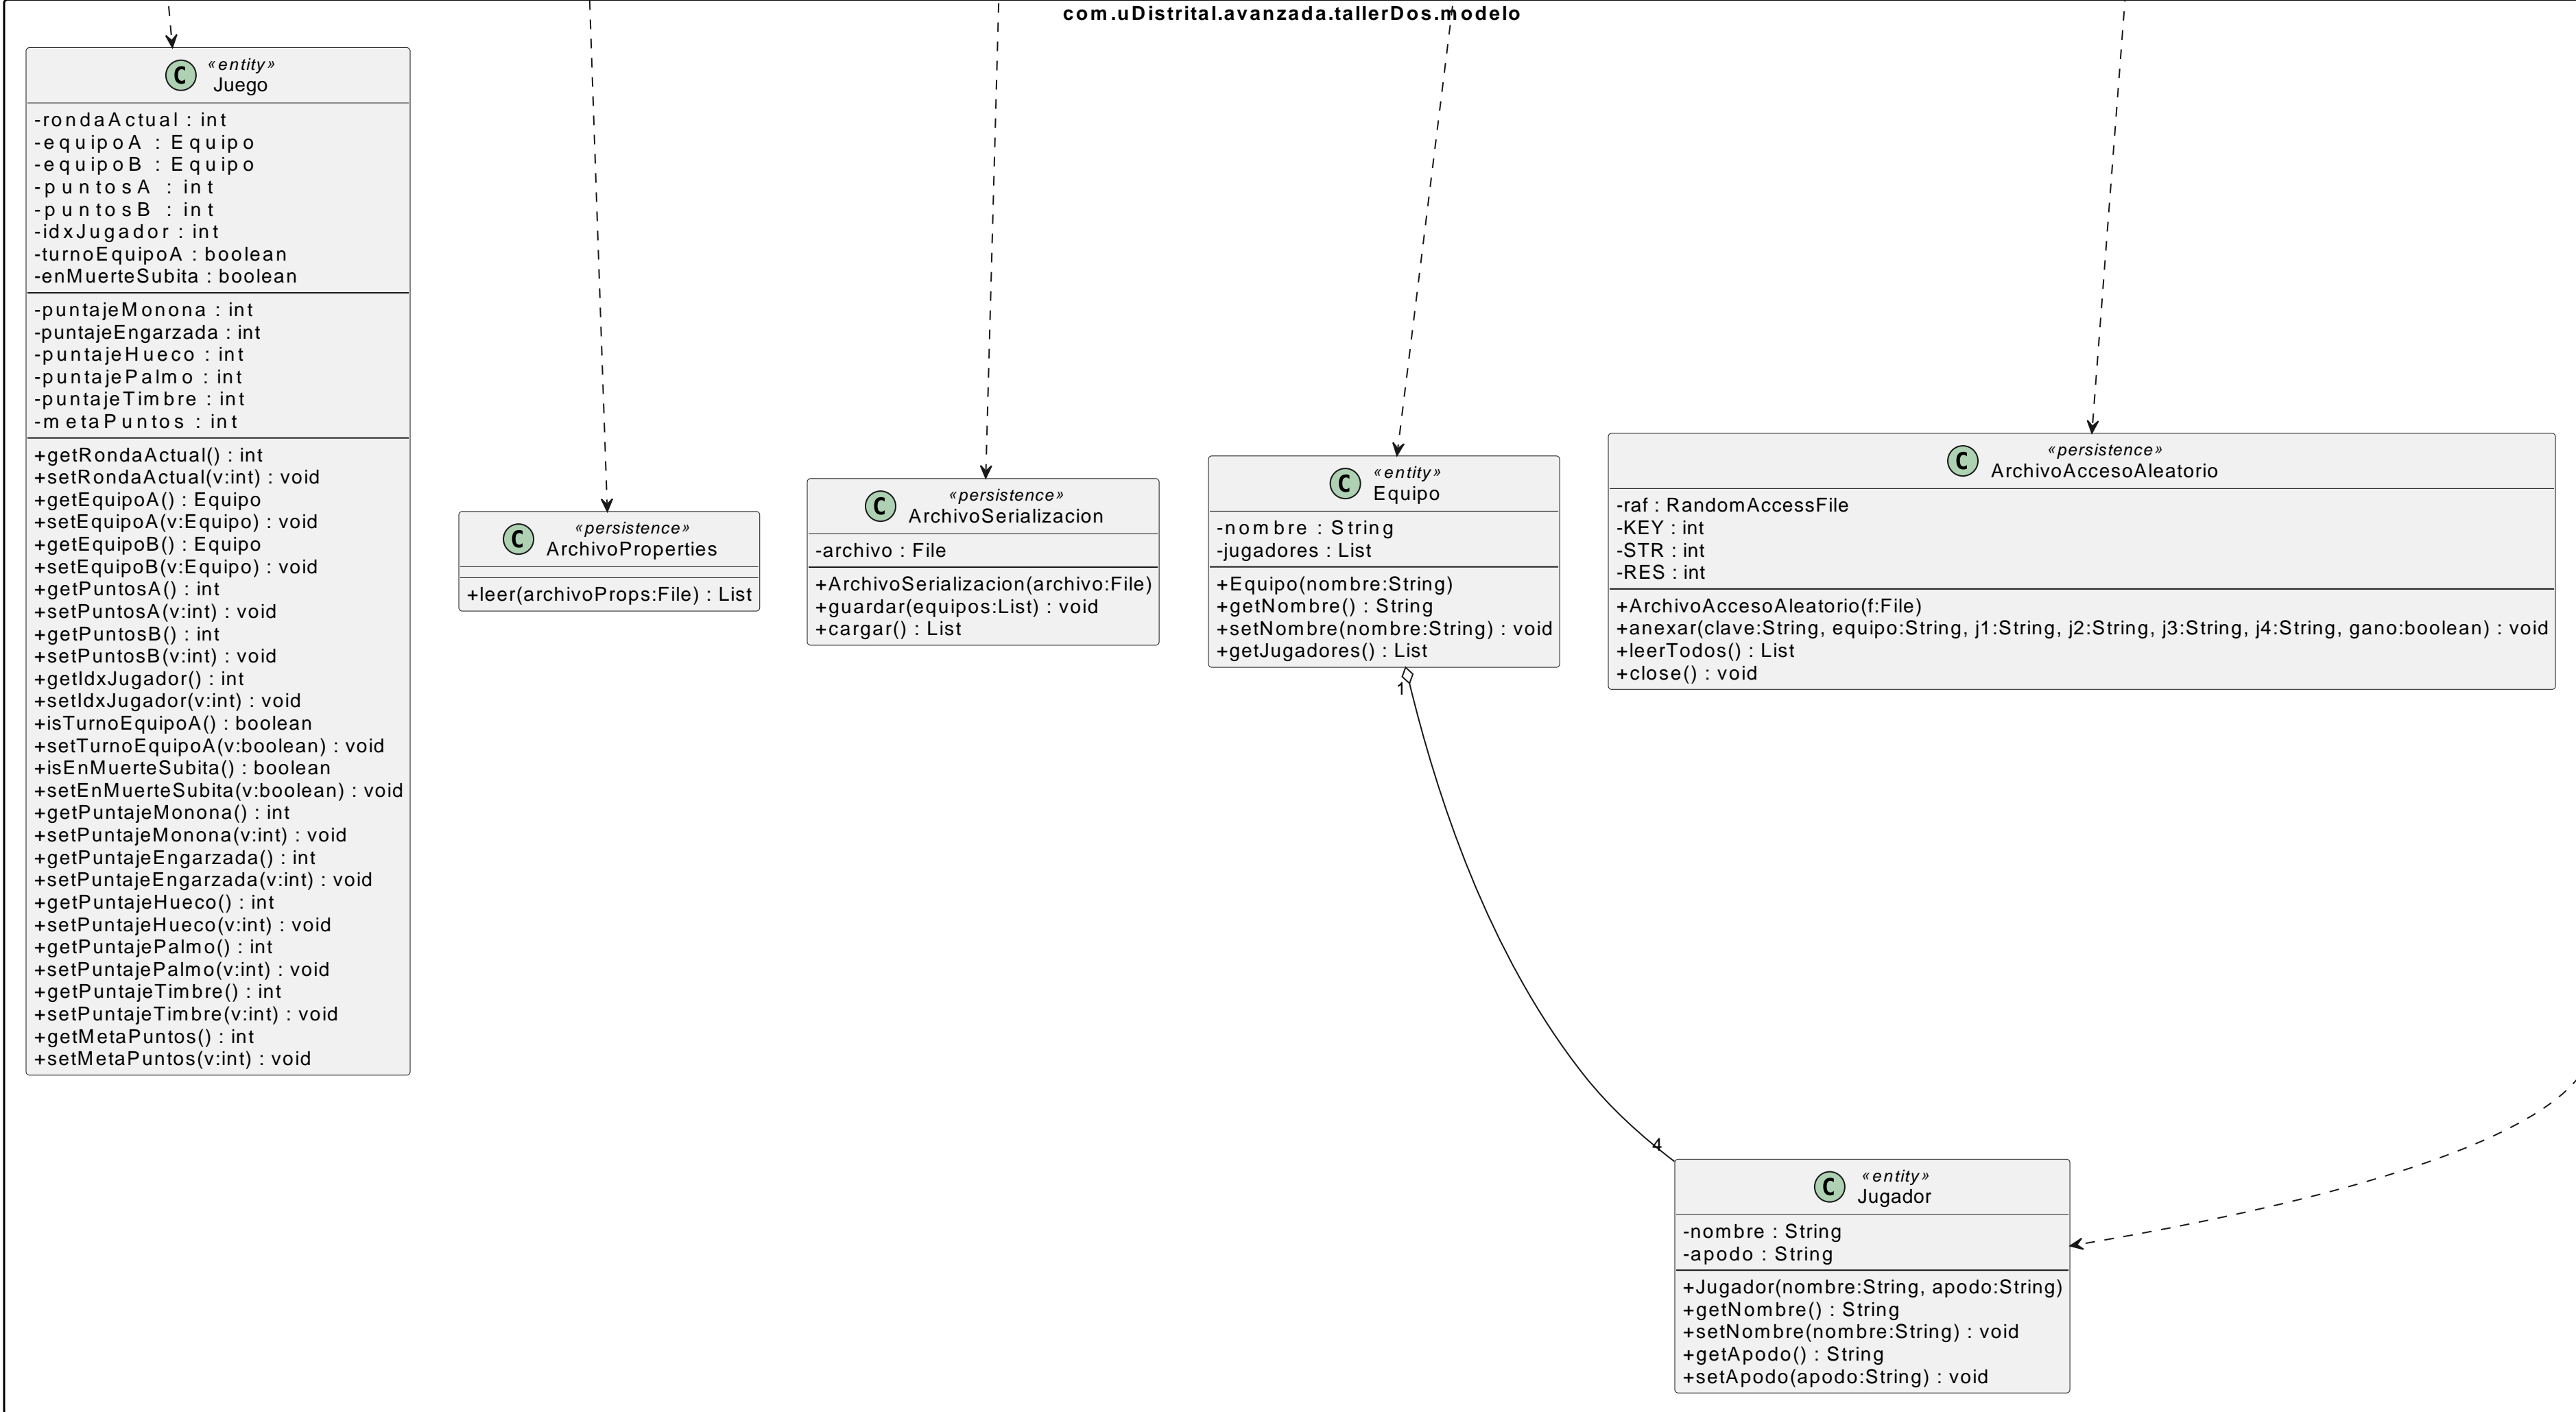 com.uDistrital.avanzada.tallerDos.modelo
«entity»
Juego
-rondaActual : int
-equipoA : Equipo
-equipoB : Equipo
-puntosA : int
-puntosB : int
-idxJugador : int
-turnoEquipoA : boolean
-enMuerteSubita : boolean
-puntajeMonona : int
-puntajeEngarzada : int
-puntajeHueco : int
-puntajePalmo : int
-puntajeTimbre : int
-metaPuntos : int
+getRondaActual() : int
+setRondaActual(v:int) : void
+getEquipoA() : Equipo
+setEquipoA(v:Equipo) : void
+getEquipoB() : Equipo
+setEquipoB(v:Equipo) : void
+getPuntosA() : int
+setPuntosA(v:int) : void
+getPuntosB() : int
+setPuntosB(v:int) : void
+getIdxJugador() : int
+setIdxJugador(v:int) : void
+isTurnoEquipoA() : boolean
+setTurnoEquipoA(v:boolean) : void
+isEnMuerteSubita() : boolean
+setEnMuerteSubita(v:boolean) : void
+getPuntajeMonona() : int
+setPuntajeMonona(v:int) : void
+getPuntajeEngarzada() : int
+setPuntajeEngarzada(v:int) : void
+getPuntajeHueco() : int
+setPuntajeHueco(v:int) : void
+getPuntajePalmo() : int
+setPuntajePalmo(v:int) : void
+getPuntajeTimbre() : int
+setPuntajeTimbre(v:int) : void
+getMetaPuntos() : int
+setMetaPuntos(v:int) : void
«persistence»
ArchivoProperties
+leer(archivoProps:File) : List
«persistence»
ArchivoSerializacion
-archivo : File
+ArchivoSerializacion(archivo:File)
+guardar(equipos:List) : void
+cargar() : List
«entity»
Equipo
-nombre : String
-jugadores : List
+Equipo(nombre:String)
+getNombre() : String
+setNombre(nombre:String) : void
+getJugadores() : List
«persistence»
ArchivoAccesoAleatorio
-raf : RandomAccessFile
-KEY : int
-STR : int
-RES : int
+ArchivoAccesoAleatorio(f:File)
+anexar(clave:String, equipo:String, j1:String, j2:String, j3:String, j4:String, gano:boolean) : void
+leerTodos() : List
+close() : void
1
4
«entity»
Jugador
-nombre : String
-apodo : String
+Jugador(nombre:String, apodo:String)
+getNombre() : String
+setNombre(nombre:String) : void
+getApodo() : String
+setApodo(apodo:String) : void